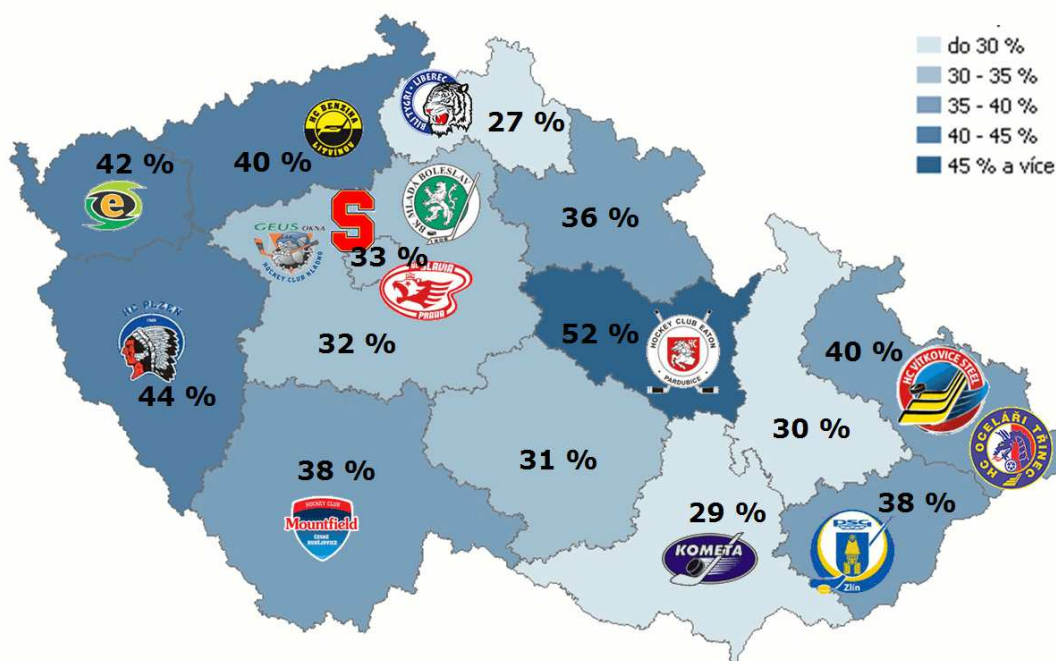 do 30 %
30 - 35 %
35 - 40 %
40 - 45 %
45 % a více
HC BENZINA
LITVÍNOV
BÍLÍ TYGŘI LIBEREC
27 %
42 %
40 %
e
BK MLADÁ BOLESLAV
S
36 %
GEUS OKNA
HOCKEY CLUB KLADNO
33 %
SLAVIA
PRAHA
HC PLZEŇ
1929
32 %
52 %
HOCKEY CLUB EATON
HC
PARDUBICE
40 %
HC VÍTKOVICE STEEL
44 %
30 %
HC OCELÁŘI TŘINEC
31 %
38 %
HOCKEY CLUB
Mountfield
ČESKÉ
BUDĚJOVICE
29 %
KOMETA
38 %
PSG
Zlín